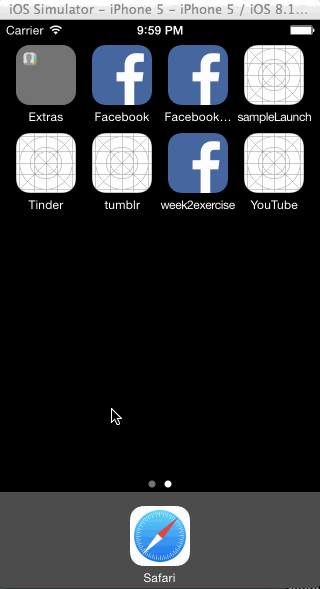 iOS Simulator - iPhone 5 - iPhone 5 / iOS 8.1...
Carrier 9:59 PM
Extras Facebook Facebook... sampleLaunch
Tinder tumblr week2exercise YouTube
Safari